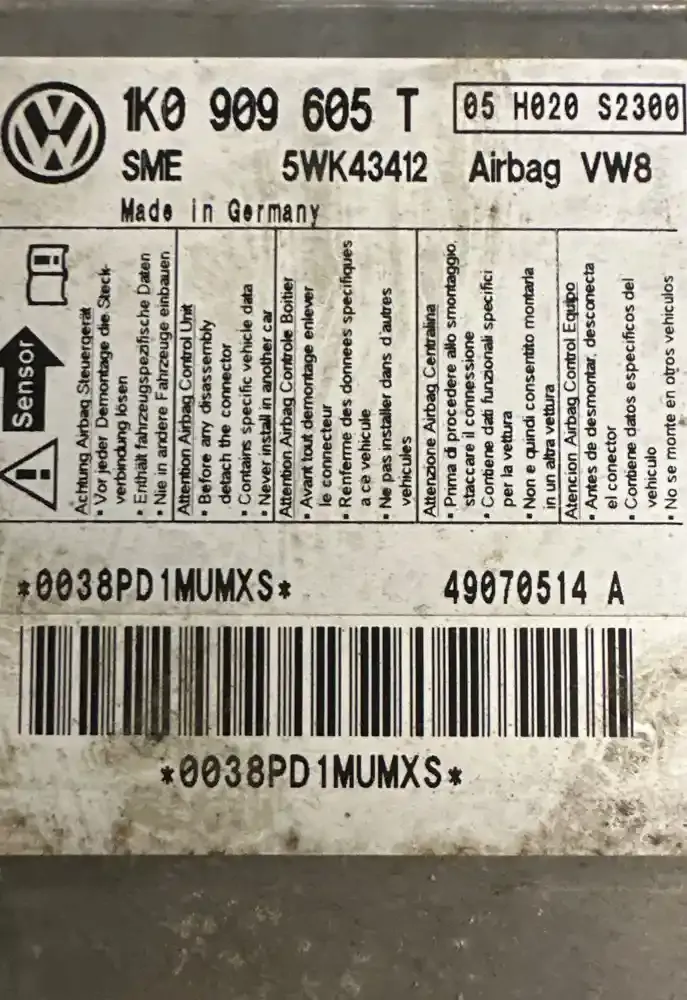 1K0 909 605 T
05 H020 S2300
SME 5WK43412 Airbag VW8
Made in Germany
Sensor
Achtung Airbag Steuergerät
▪ Vor jeder Demontage die Steck-
verbindung lösen
▪ Enthält fahrzeugspezifische Daten
▪ Nie in andere Fahrzeuge einbauen
Attention Airbag Control Unit
▪ Before any disassembly
detach the connector
▪ Contains specific vehicle data
▪ Never install in another car
Attention Airbag Controle Boitier
▪ Avant tout demontage enlever
le connecteur
▪ Renferme des donnees specifiques
a ce vehicule
▪ Ne pas installer dans d'autres
vehicules
Attenzione Airbag Centralina
▪ Prima di procedere allo smontaggio,
staccare il connessione
▪ Contiene dati funzionali specifici
per la vettura
▪ Non e quindi consentito montarla
in un altra vettura
Atencion Airbag Control Equipo
▪ Antes de desmontar, desconecta
el conector
▪ Contiene datos especificos del
vehiculo
▪ No se monte en otros vehiculos
*0038PD1MUMXS* 49070514 A
*0038PD1MUMXS*